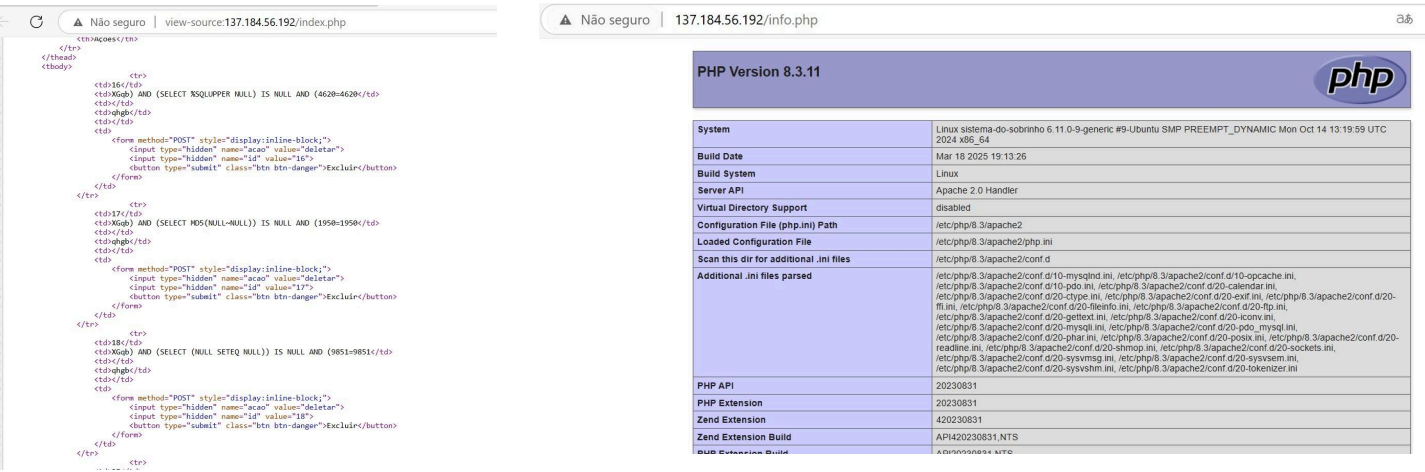 Não seguro | view-source:137.184.56.192/index.php
<th>Ações</th>
</tr>
</thead>
<tbody>
<tr>
<td>16</td>
<td>XGqb) AND (SELECT %SQLUPPER NULL) IS NULL AND (4620=4620</td>
<td></td>
<td>qhgb</td>
<td></td>
<td>
<form method="POST" style="display:inline-block;">
<input type="hidden" name="acao" value="deletar">
<input type="hidden" name="id" value="16">
<button type="submit" class="btn btn-danger">Excluir</button>
</form>
</td>
</tr>
<tr>
<td>17</td>
<td>XGqb) AND (SELECT MD5(NULL~NULL)) IS NULL AND (1950=1950</td>
<td></td>
<td>qhgb</td>
<td></td>
<td>
<form method="POST" style="display:inline-block;">
<input type="hidden" name="acao" value="deletar">
<input type="hidden" name="id" value="17">
<button type="submit" class="btn btn-danger">Excluir</button>
</form>
</td>
</tr>
<tr>
<td>18</td>
<td>XGqb) AND (SELECT (NULL SETEQ NULL)) IS NULL AND (9851=9851</td>
<td></td>
<td>qhgb</td>
<td></td>
<td>
<form method="POST" style="display:inline-block;">
<input type="hidden" name="acao" value="deletar">
<input type="hidden" name="id" value="18">
<button type="submit" class="btn btn-danger">Excluir</button>
</form>
</td>
</tr>
<tr>
Não seguro | 137.184.56.192/info.php
PHP Version 8.3.11
php
System Linux sistema-do-sobrinho 6.11.0-9-generic #9-Ubuntu SMP PREEMPT_DYNAMIC Mon Oct 14 13:19:59 UTC
2024 x86_64
Build Date Mar 18 2025 19:13:26
Build System Linux
Server API Apache 2.0 Handler
Virtual Directory Support disabled
Configuration File (php.ini) Path /etc/php/8.3/apache2
Loaded Configuration File /etc/php/8.3/apache2/php.ini
Scan this dir for additional .ini files /etc/php/8.3/apache2/conf.d
Additional .ini files parsed /etc/php/8.3/apache2/conf.d/10-mysqlnd.ini, /etc/php/8.3/apache2/conf.d/10-opcache.ini,
/etc/php/8.3/apache2/conf.d/10-pdo.ini, /etc/php/8.3/apache2/conf.d/20-calendar.ini,
/etc/php/8.3/apache2/conf.d/20-ctype.ini, /etc/php/8.3/apache2/conf.d/20-exif.ini, /etc/php/8.3/apache2/conf.d/20-
ffi.ini, /etc/php/8.3/apache2/conf.d/20-fileinfo.ini, /etc/php/8.3/apache2/conf.d/20-ftp.ini,
/etc/php/8.3/apache2/conf.d/20-gettext.ini, /etc/php/8.3/apache2/conf.d/20-iconv.ini,
/etc/php/8.3/apache2/conf.d/20-mysqli.ini, /etc/php/8.3/apache2/conf.d/20-pdo_mysql.ini,
/etc/php/8.3/apache2/conf.d/20-phar.ini, /etc/php/8.3/apache2/conf.d/20-posix.ini, /etc/php/8.3/apache2/conf.d/20-
readline.ini, /etc/php/8.3/apache2/conf.d/20-shmop.ini, /etc/php/8.3/apache2/conf.d/20-sockets.ini,
/etc/php/8.3/apache2/conf.d/20-sysvmsg.ini, /etc/php/8.3/apache2/conf.d/20-sysvsem.ini,
/etc/php/8.3/apache2/conf.d/20-sysvshm.ini, /etc/php/8.3/apache2/conf.d/20-tokenizer.ini
PHP API 20230831
PHP Extension 20230831
Zend Extension 420230831
Zend Extension Build API420230831,NTS
PHP Extension Build API20230831,NTS